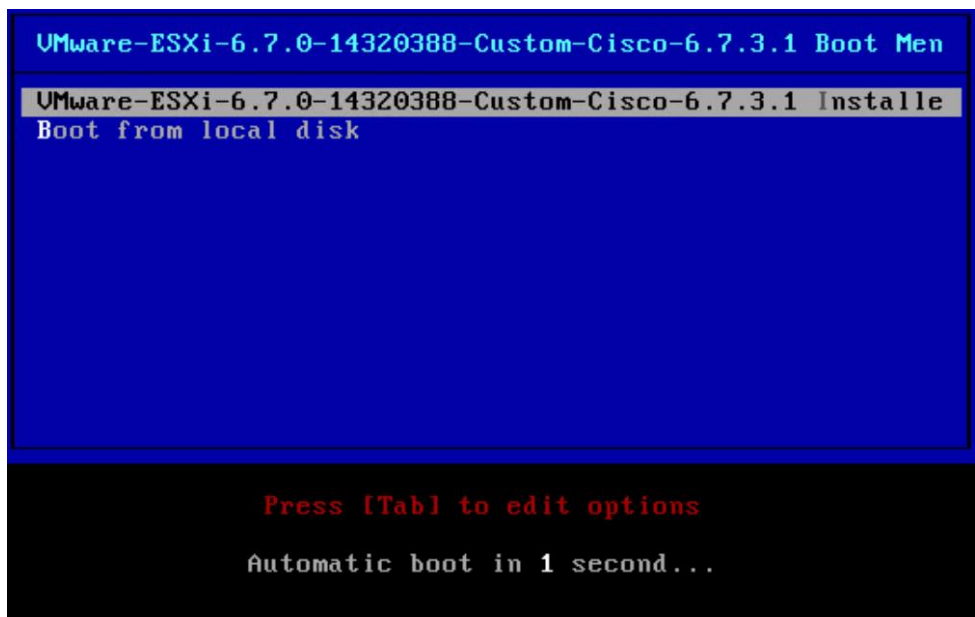 VMware-ESXi-6.7.0-14320388-Custom-Cisco-6.7.3.1 Boot Men
VMware-ESXi-6.7.0-14320388-Custom-Cisco-6.7.3.1 Installe
Boot from local disk
Press [Tab] to edit options
Automatic boot in 1 second...